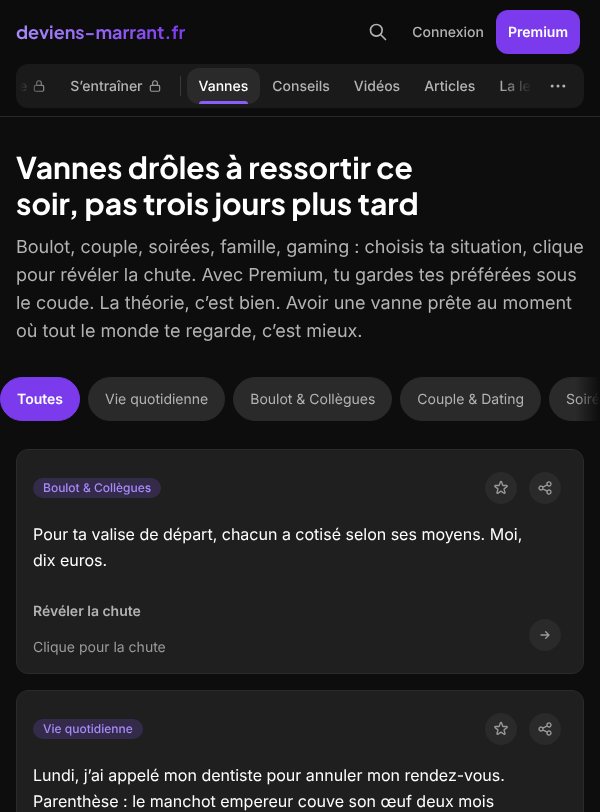 deviens-marrant.fr
Connexion
Premium
S'entraîner
Vannes
Conseils
Vidéos
Articles
La
Vannes drôles à ressortir ce
soir, pas trois jours plus tard
Boulot, couple, soirées, famille, gaming : choisis ta situation, clique
pour révéler la chute. Avec Premium, tu gardes tes préférées sous
le coude. La théorie, c'est bien. Avoir une vanne prête au moment
où tout le monde te regarde, c'est mieux.
Toutes
Vie quotidienne
Boulot & Collègues
Couple & Dating
Boulot & Collègues
Pour ta valise de départ, chacun a cotisé selon ses moyens. Moi,
dix euros.
Révéler la chute
Clique pour la chute
Vie quotidienne
Lundi, j'ai appelé mon dentiste pour annuler mon rendez-vous.
Parenthèse : le manchot empereur couve son œuf deux mois